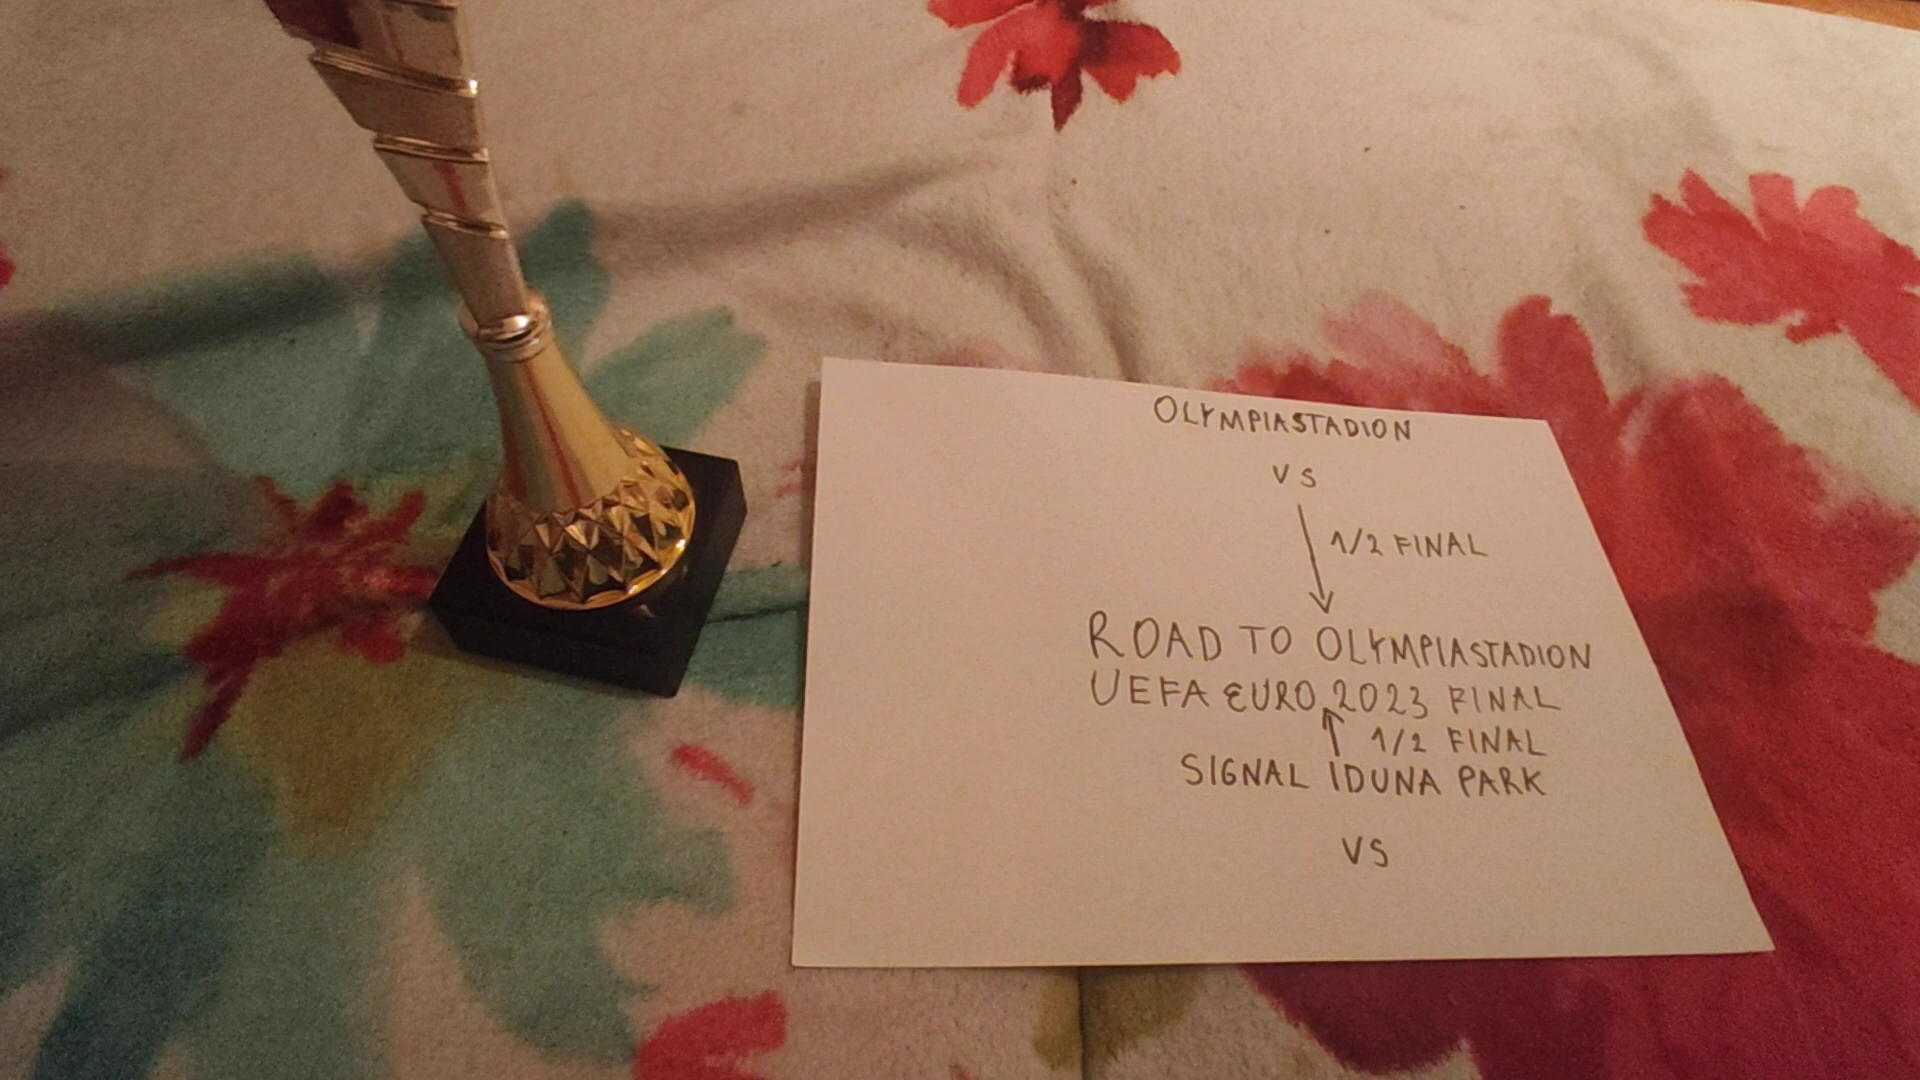 OLYMPIASTADION
VS
1/2 FINAL
ROAD TO OLYMPIASTADION
UEFA EURO 2023 FINAL
1/2 FINAL
SIGNAL IDUNA PARK
VS